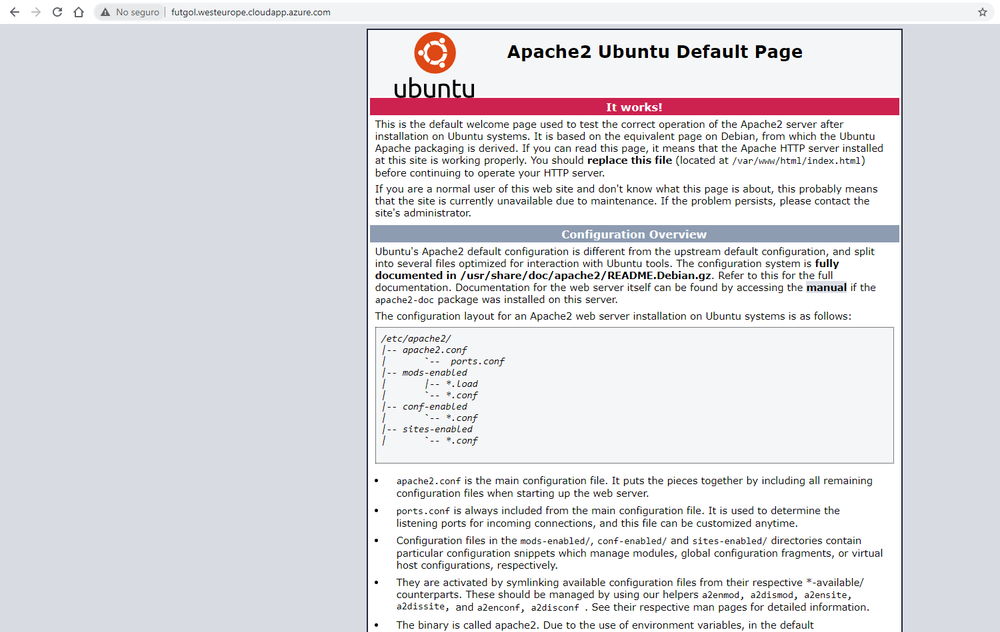 No seguro
futgol.westeurope.cloudapp.azure.com
ubuntu
Apache2 Ubuntu Default Page
It works!
This is the default welcome page used to test the correct operation of the Apache2 server after
installation on Ubuntu systems. It is based on the equivalent page on Debian, from which the Ubuntu
Apache packaging is derived. If you can read this page, it means that the Apache HTTP server installed
at this site is working properly. You should replace this file (located at /var/www/html/index.html)
before continuing to operate your HTTP server.
If you are a normal user of this web site and don't know what this page is about, this probably means
that the site is currently unavailable due to maintenance. If the problem persists, please contact the
site's administrator.
Configuration Overview
Ubuntu's Apache2 default configuration is different from the upstream default configuration, and split
into several files optimized for interaction with Ubuntu tools. The configuration system is fully
documented in /usr/share/doc/apache2/README.Debian.gz. Refer to this for the full
documentation. Documentation for the web server itself can be found by accessing the manual if the
apache2-doc package was installed on this server.
The configuration layout for an Apache2 web server installation on Ubuntu systems is as follows:
/etc/apache2/
|-- apache2.conf
|       `--  ports.conf
|-- mods-enabled
|       |-- *.load
|       `-- *.conf
|-- conf-enabled
|       `-- *.conf
|-- sites-enabled
|       `-- *.conf
• apache2.conf is the main configuration file. It puts the pieces together by including all remaining
configuration files when starting up the web server.
• ports.conf is always included from the main configuration file. It is used to determine the
listening ports for incoming connections, and this file can be customized anytime.
• Configuration files in the mods-enabled/, conf-enabled/ and sites-enabled/ directories contain
particular configuration snippets which manage modules, global configuration fragments, or virtual
host configurations, respectively.
• They are activated by symlinking available configuration files from their respective *-available/
counterparts. These should be managed by using our helpers a2enmod, a2dismod, a2ensite,
a2dissite, and a2enconf, a2disconf . See their respective man pages for detailed information.
• The binary is called apache2. Due to the use of environment variables, in the default